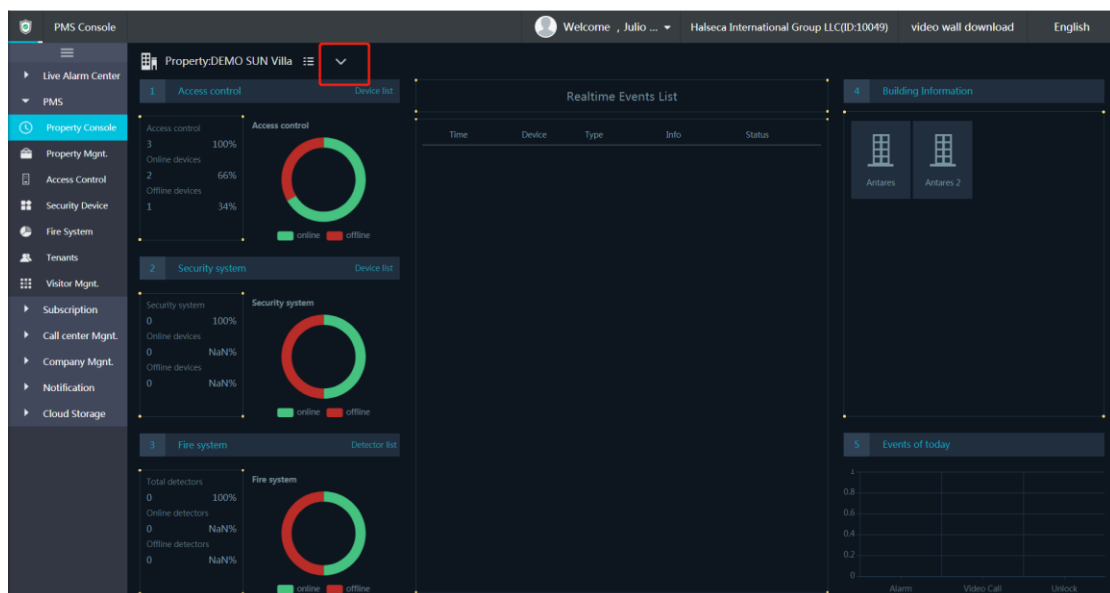 PMS Console
Welcome , Julio ...
Halseca International Group LLC(ID:10049)
video wall download
English
Live Alarm Center
PMS
Property Console
Property Mgnt.
Access Control
Security Device
Fire System
Tenants
Visitor Mgnt.
Subscription
Call center Mgnt.
Company Mgnt.
Notification
Cloud Storage
Property:DEMO SUN Villa
1 Access control Device list
Access control
3 100%
Online devices
2 66%
Offline devices
1 34%
Access control
online offline
2 Security system Device list
Security system
0 100%
Online devices
0 NaN%
Offline devices
0 NaN%
Security system
online offline
3 Fire system Detector list
Total detectors
0 100%
Online detectors
0 NaN%
Offline detectors
0 NaN%
Fire system
online offline
Realtime Events List
Time Device Type Info Status
4 Building Information
Antares Antares 2
5 Events of today
1
0.8
0.6
0.4
0.2
0
Alarm Video Call Unlock